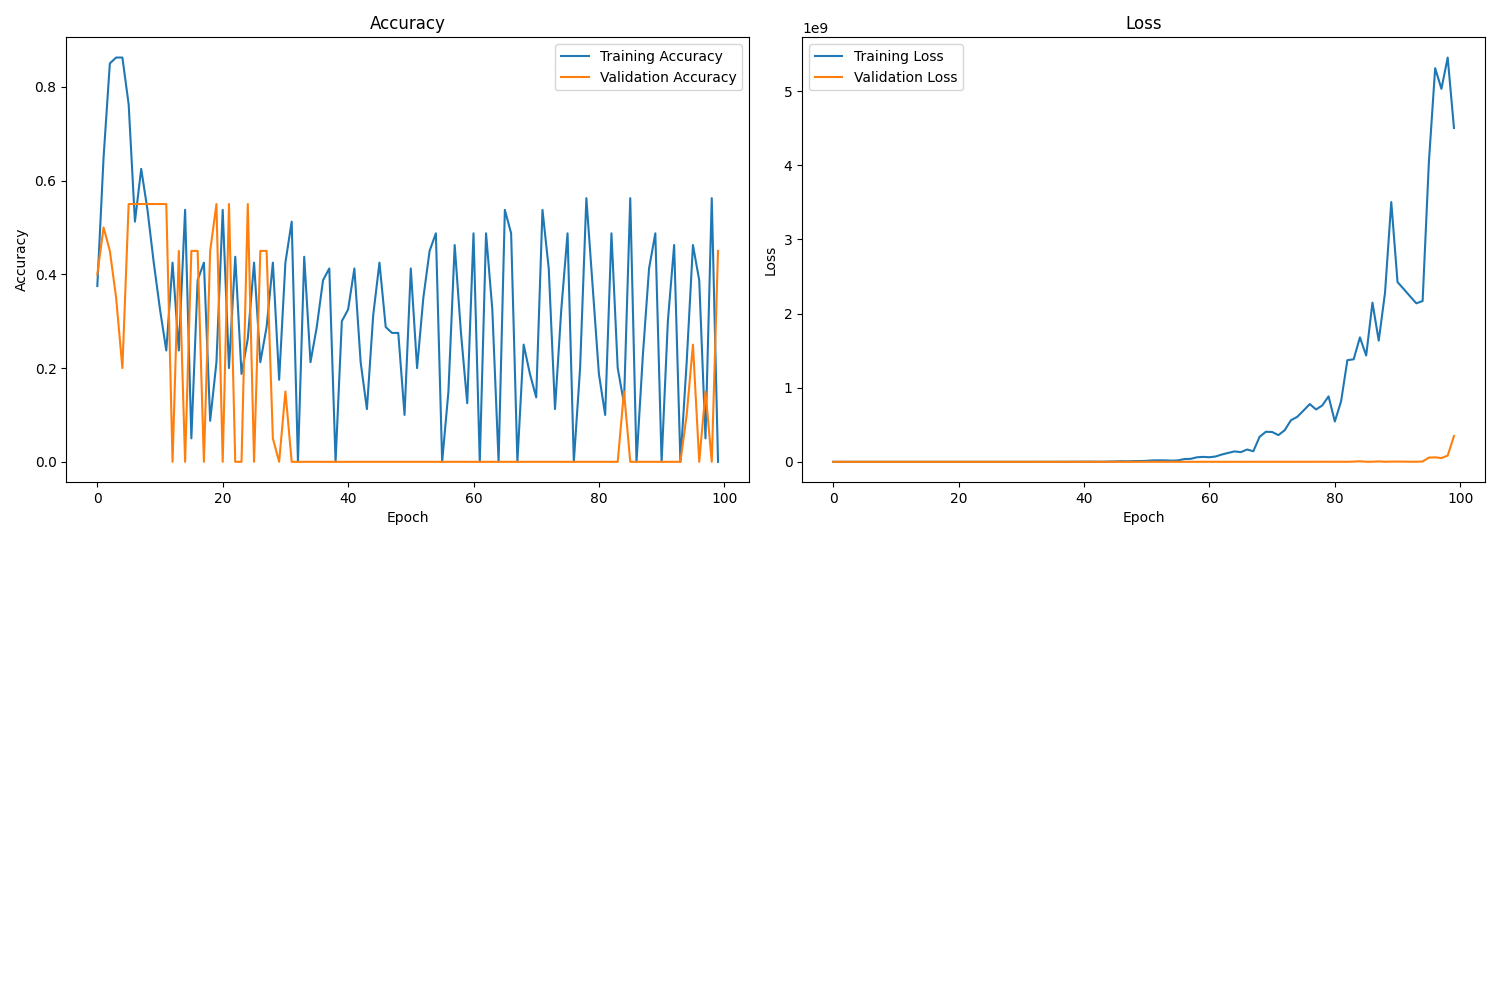 Accuracy
Training Accuracy
Validation Accuracy
0.8
0.6
0.4
0.2
0.0
Accuracy
0
20
40
60
80
100
Epoch
Loss
1e9
Training Loss
Validation Loss
5
4
3
2
1
0
Loss
0
20
40
60
80
100
Epoch